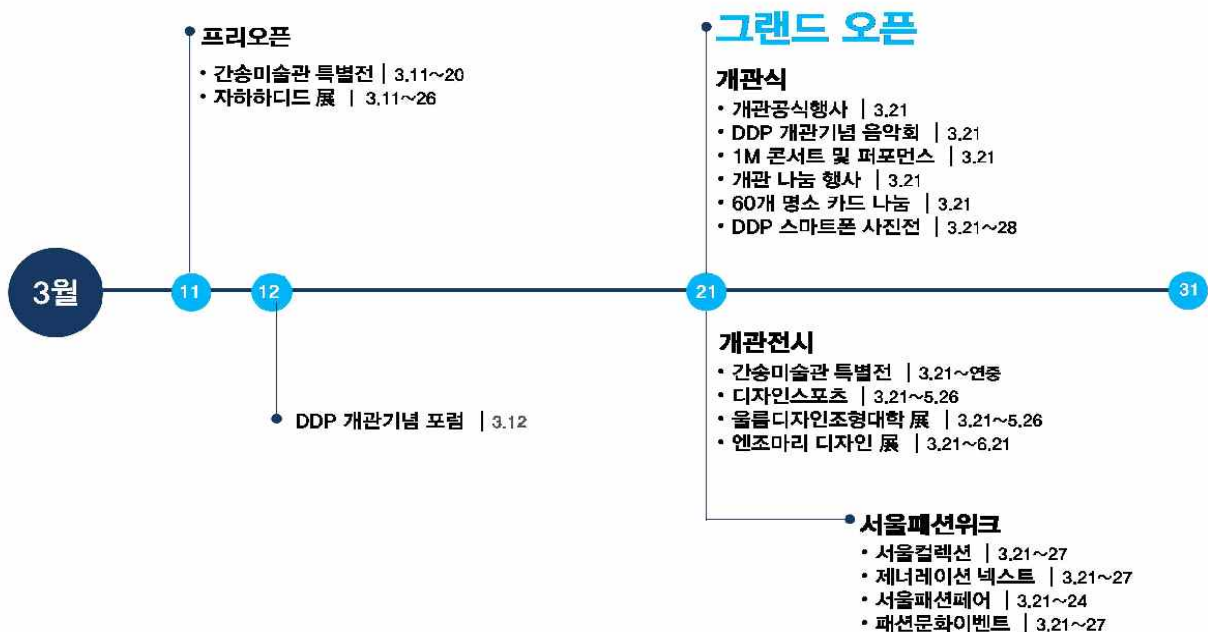 프리오픈
• 간송미술관 특별전 | 3.11~20
• 자하하디드 展 | 3.11~26
그랜드 오픈
개관식
• 개관공식행사 | 3.21
• DDP 개관기념 음악회 | 3.21
• 1M 콘서트 및 퍼포먼스 | 3.21
• 개관 나눔 행사 | 3.21
• 60개 명소 카드 나눔 | 3.21
• DDP 스마트폰 사진전 | 3.21~28
3월
11
12
21
31
DDP 개관기념 포럼 | 3.12
개관전시
• 간송미술관 특별전 | 3.21~연중
• 디자인스포츠 | 3.21~5.26
• 울름디자인조형대학 展 | 3.21~5.26
• 엔조마리 디자인 展 | 3.21~6.21
서울패션위크
• 서울컬렉션 | 3.21~27
• 제너레이션 넥스트 | 3.21~27
• 서울패션페어 | 3.21~24
• 패션문화이벤트 | 3.21~27